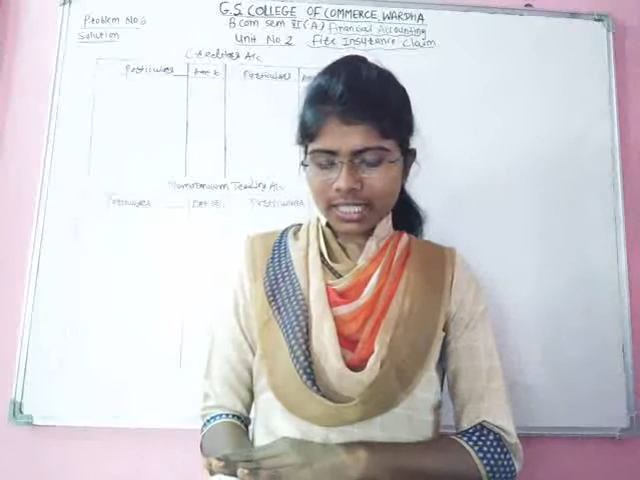 G.S. COLLEGE OF COMMERCE, WARDHA
Problem No 6
B com sem VI (A) Financial Accounting
Solution
Unit No 2 Fire Insurance Claim
Creditors A/c
Particulars Amt ₹ Particulars
Memorandum Trading A/c
Particulars Amt Particulars